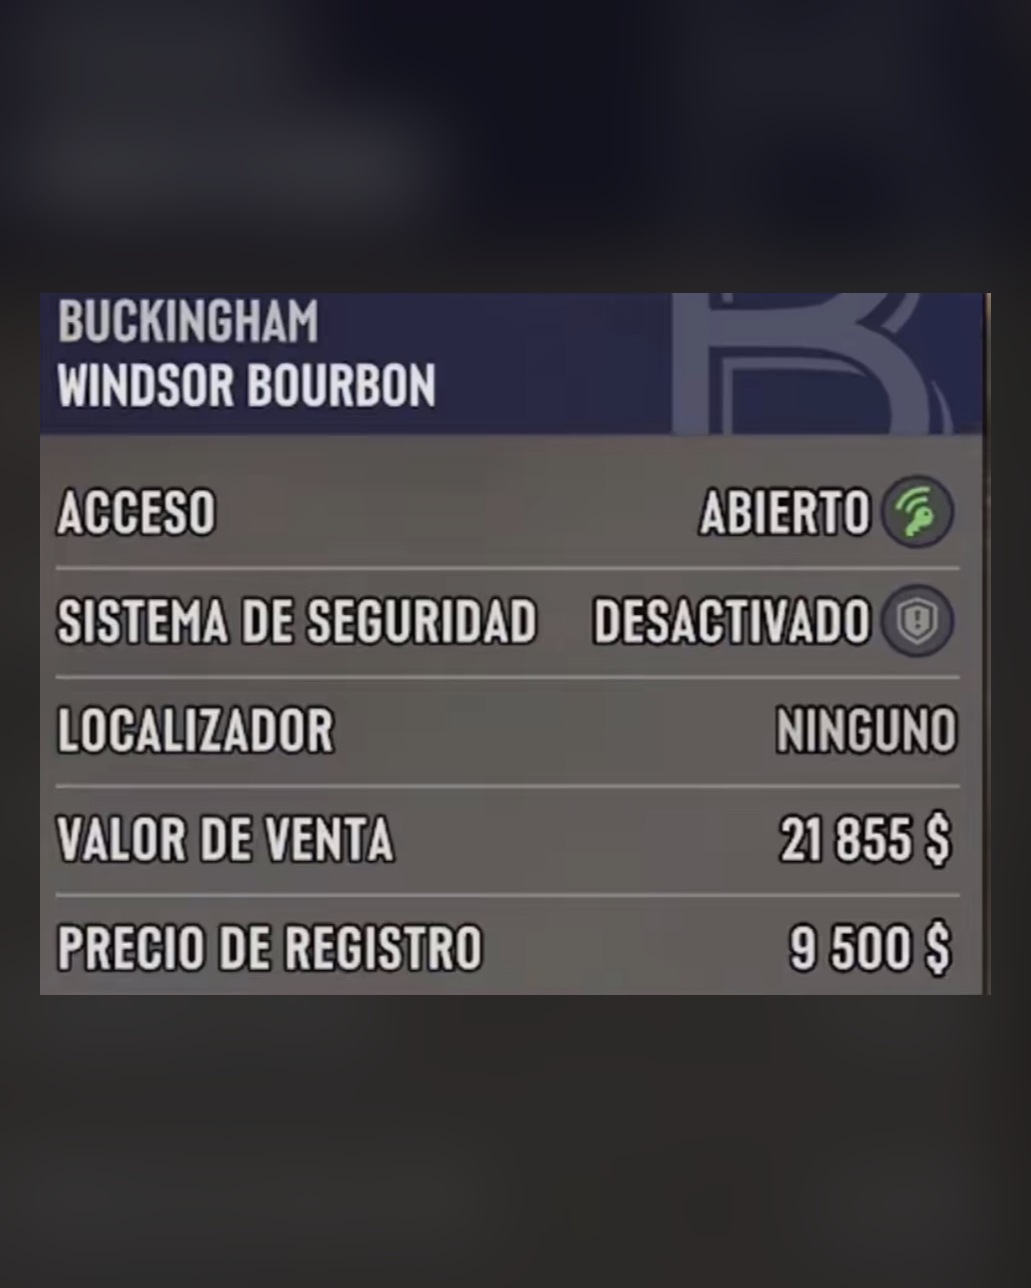 BUCKINGHAM
WINDSOR BOURBON
ACCESO ABIERTO
SISTEMA DE SEGURIDAD DESACTIVADO
LOCALIZADOR NINGUNO
VALOR DE VENTA 21 855 $
PRECIO DE REGISTRO 9 500 $